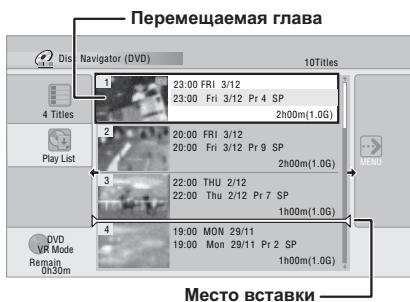 Перемещаемая глава
Disc Navigator (DVD)
10Titles
4 Titles
Play List
DVD
VR Mode
Remain
0h30m
1
23:00 FRI 3/12
23:00 Fri 3/12 Pr 4 SP
2h00m(1.0G)
2
20:00 FRI 3/12
20:00 Fri 3/12 Pr 9 SP
2h00m(1.0G)
3
22:00 THU 2/12
22:00 Thu 2/12 Pr 7 SP
1h00m(1.0G)
4
19:00 MON 29/11
19:00 Mon 29/11 Pr 2 SP
1h00m(1.0G)
MENU
Место вставки